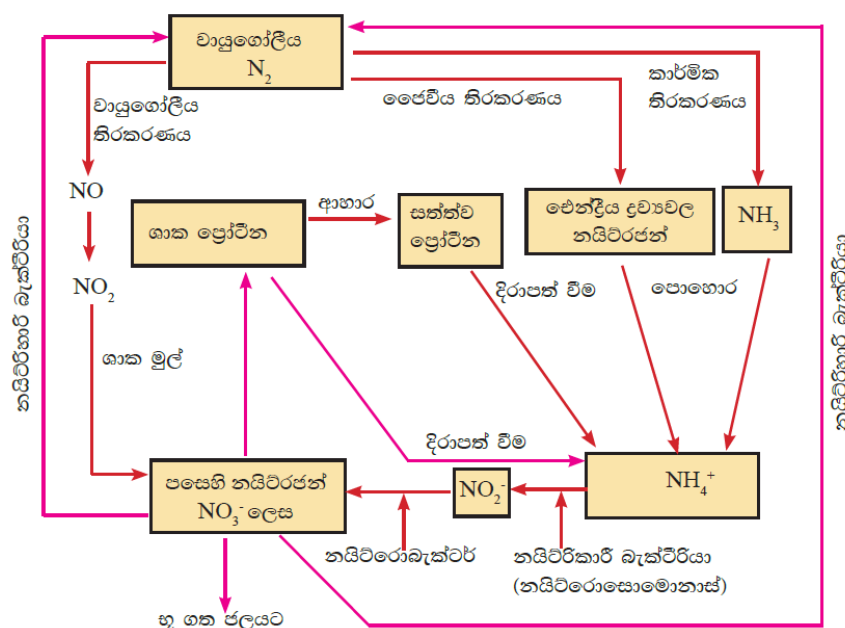 වායුගෝලීය
N₂
වායුගෝලීය
තිරකරණය
ජෛවීය තිරකරණය
කාර්මික
තිරකරණය
NO
NO₂
ශාක මුල්
ශාක ප්‍රෝටීන
ආහාර
සත්ත්ව
ප්‍රෝටීන
ඓන්ද්‍රීය ද්‍රව්‍යවල
නයිට්රජන්
NH₃
දිරාපත් වීම
පොහොර
නයිට්රිහාරි බැක්ටීරියා
නයිට්රිහාරි බැක්ටීරියා
දිරාපත් වීම
පසෙහි නයිට්රජන්
NO₃⁻ ලෙස
NO₂⁻
NH₄⁺
නයිට්රොබැක්ටර්
නයිට්රිකාරී බැක්ටීරියා
(නයිට්රොසොමොනාස්)
භූ ගත ජලයට